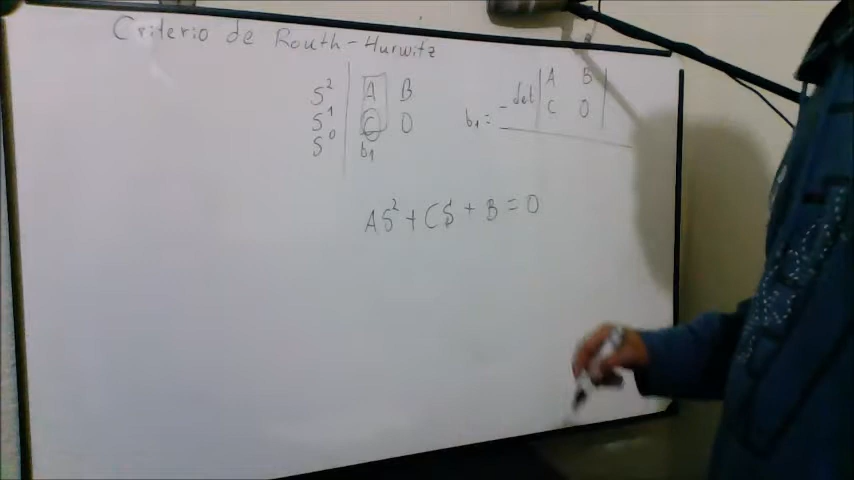 Criterio de Routh-Hurwitz
S² | A B
S¹ | C 0
S⁰ | b₁
b₁ = -det | A B |
| C 0 |
AS² + CS + B = 0